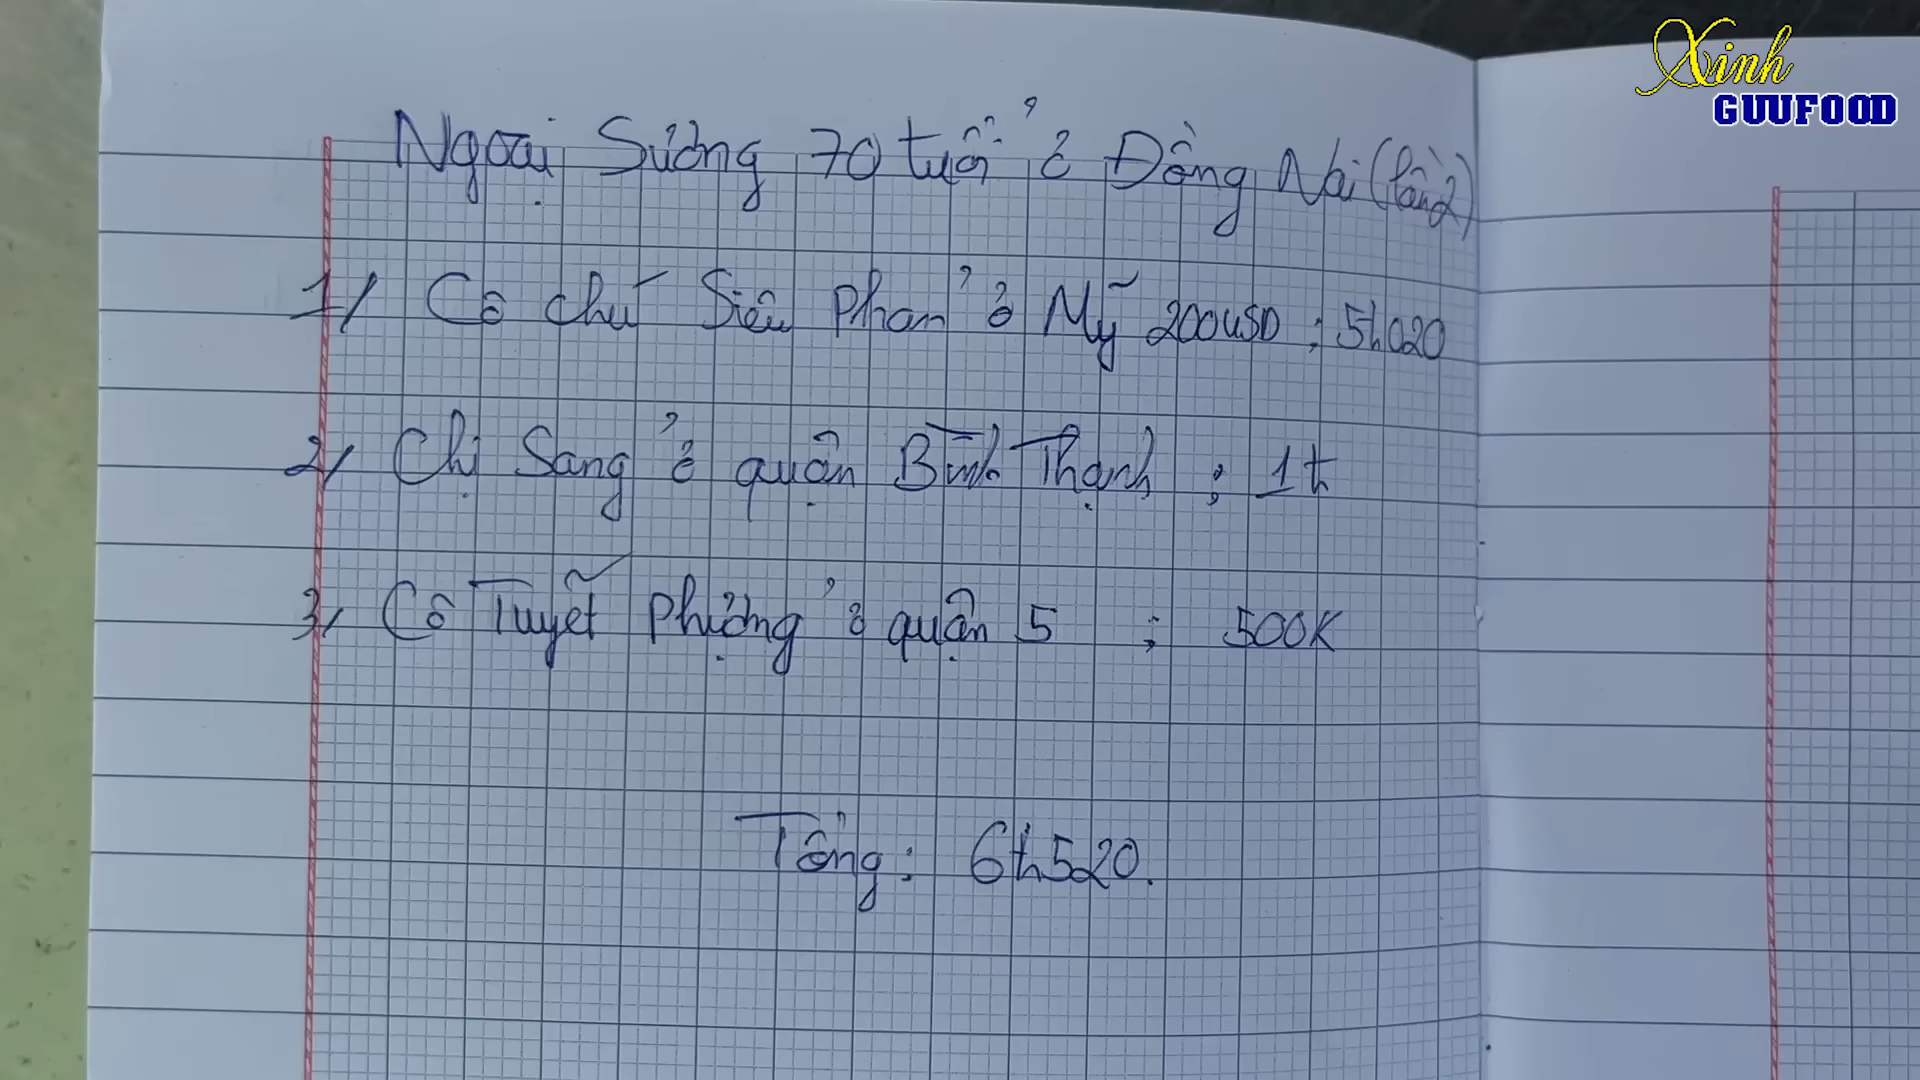 Xinh
GUUFOOD
Ngoại Sương 70 tuổi ở Đồng Nai (lần 2)
1/ Cô chú Siêu Phan ở Mỹ 200USD : 5tr020
2/ Chị Sang ở quận Bình Thạnh : 1tr
3/ Cô Tuyết Phượng ở quận 5 : 500K
Tổng : 6tr520.